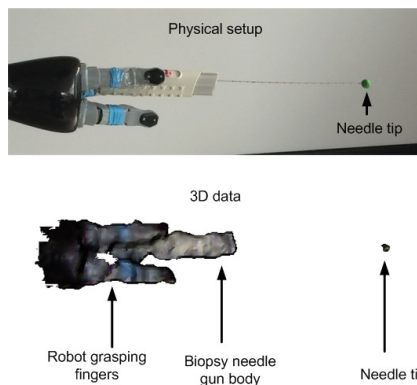 Physical setup
Needle tip
3D data
Robot grasping
fingers
Biopsy needle
gun body
Needle ti